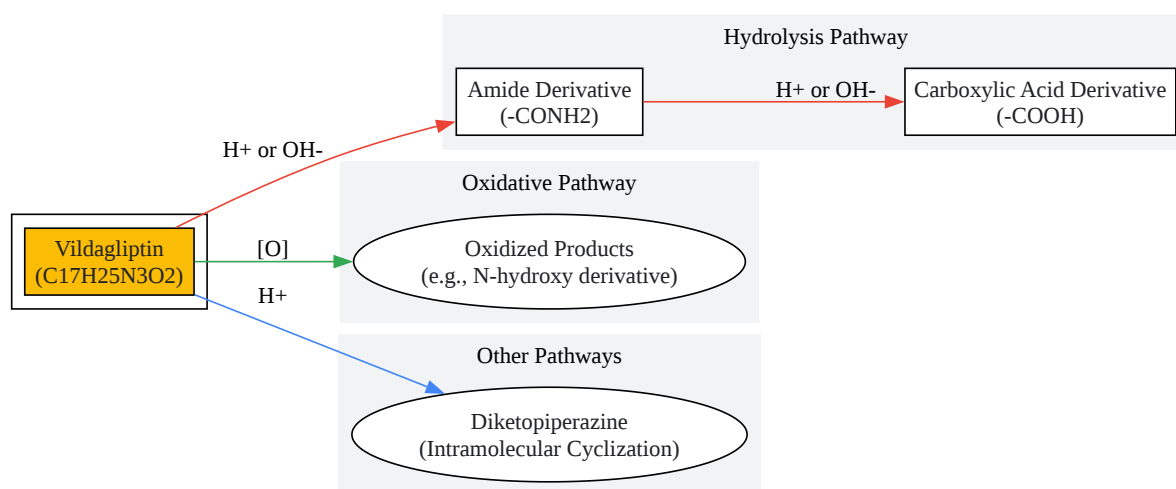 Hydrolysis Pathway
Amide Derivative
(-CONH2)
H+ or OH-
Carboxylic Acid Derivative
(-COOH)
H+ or OH-
Oxidative Pathway
Vildagliptin
(C17H25N3O2)
[O]
Oxidized Products
(e.g., N-hydroxy derivative)
H+
Other Pathways
Diketopiperazine
(Intramolecular Cyclization)